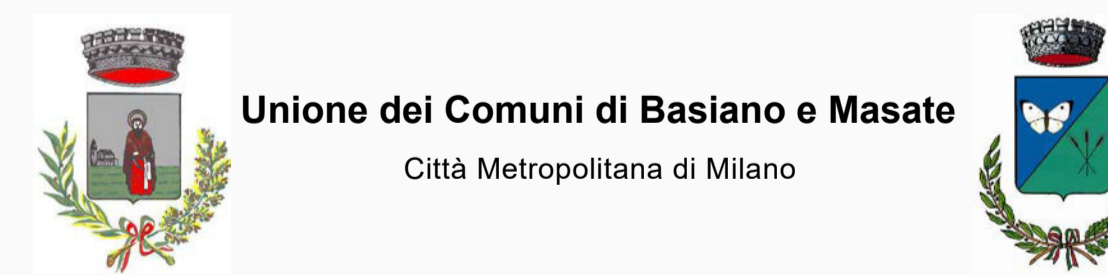 Unione dei Comuni di Basiano e Masate
Città Metropolitana di Milano